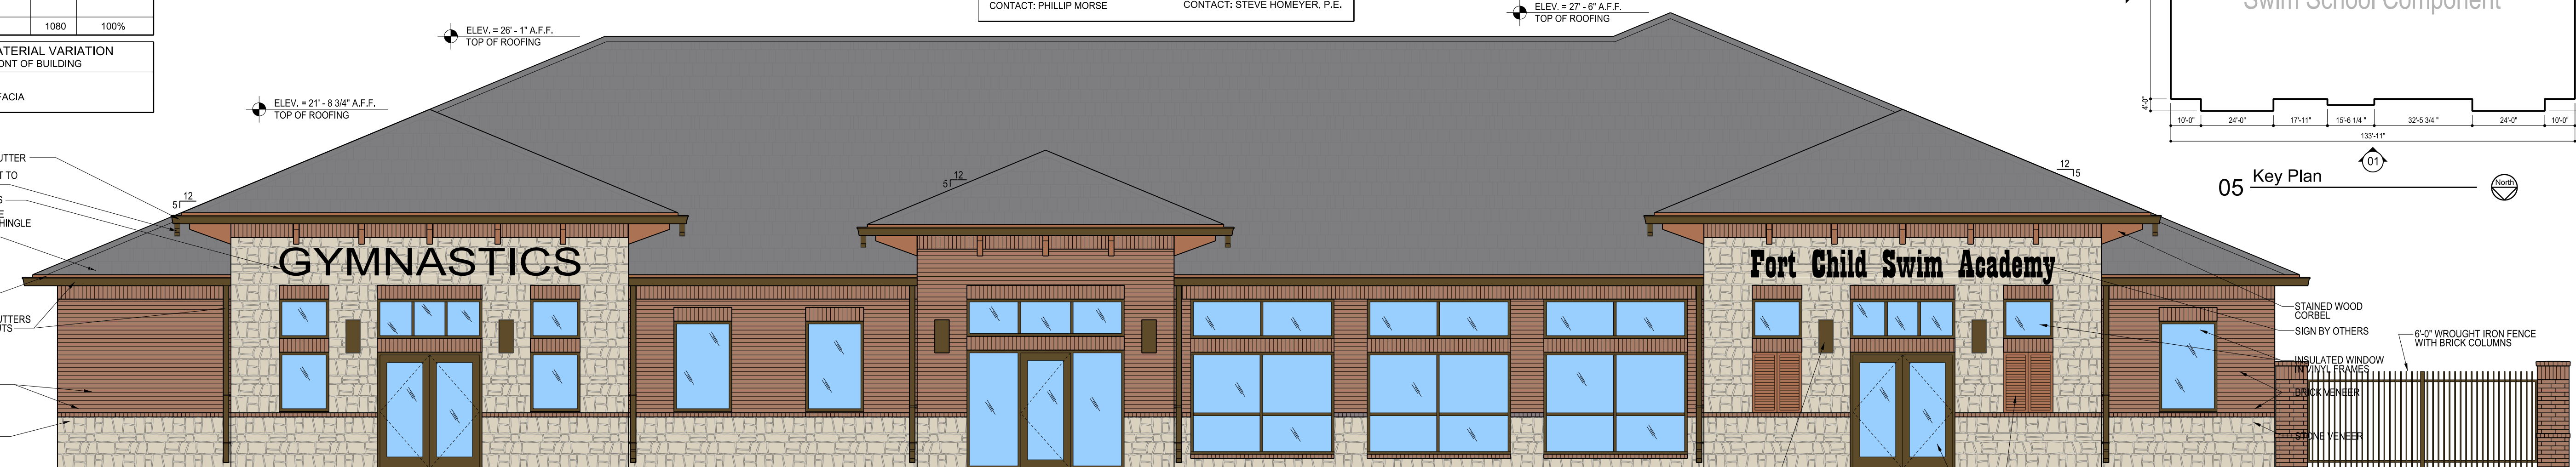 1080 100%
ATERIAL VARIATION
ONT OF BUILDING
FACIA
CONTACT: PHILLIP MORSE
CONTACT: STEVE HOMEYER, P.E.
ELEV. = 26' - 1" A.F.F.
TOP OF ROOFING
ELEV. = 27' - 6" A.F.F.
TOP OF ROOFING
ELEV. = 21' - 8 3/4" A.F.F.
TOP OF ROOFING
Swim School Component
4'-0"
10'-0" 24'-0" 17'-11" 15'-6 1/4 " 32'-5 3/4 " 24'-0" 10'-0"
133'-11"
01
05 Key Plan
North
UTTER
T TO
S
E
HINGLE
UTTERS
UTS
12
5
12
5
12
5
GYMNASTICS
Fort Child Swim Academy
STAINED WOOD
CORBEL
SIGN BY OTHERS
INSULATED WINDOW
IN VINYL FRAMES
BRICK VENEER
STONE VENEER
6'-0" WROUGHT IRON FENCE
WITH BRICK COLUMNS